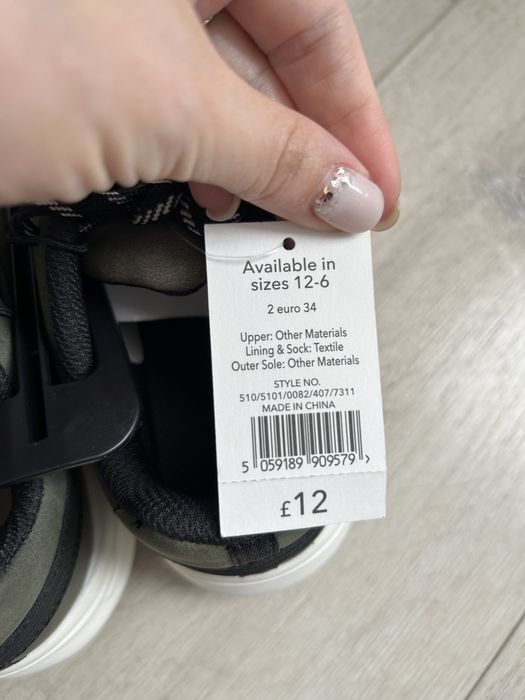 Available in
sizes 12-6
2 euro 34
Upper: Other Materials
Lining & Sock: Textile
Outer Sole: Other Materials
STYLE NO.
510/5101/0082/407/7311
MADE IN CHINA
5 059189 909579 >
£12